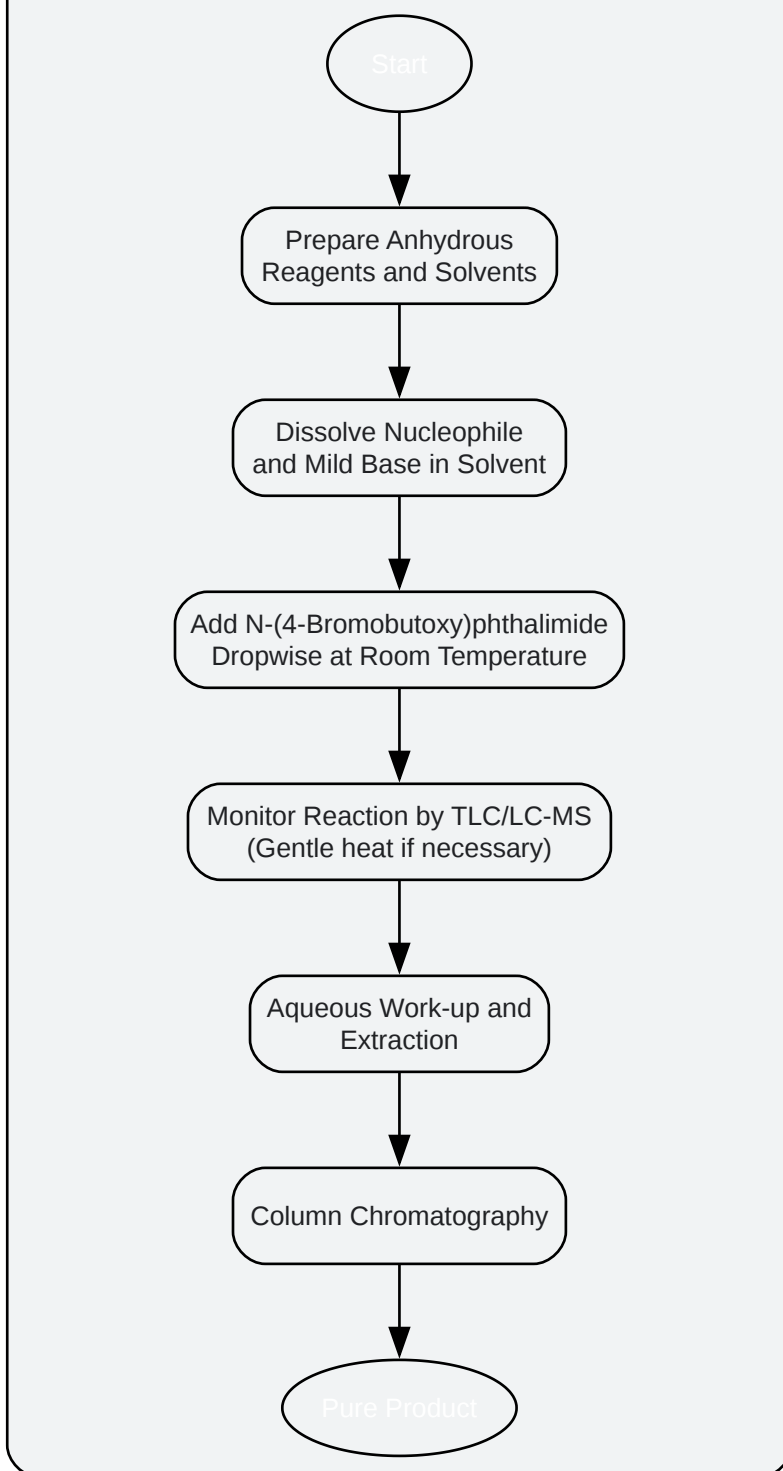 Start
Prepare Anhydrous
Reagents and Solvents
Dissolve Nucleophile
and Mild Base in Solvent
Add N-(4-Bromobutoxy)phthalimide
Dropwise at Room Temperature
Monitor Reaction by TLC/LC-MS
(Gentle heat if necessary)
Aqueous Work-up and
Extraction
Column Chromatography
Pure Product